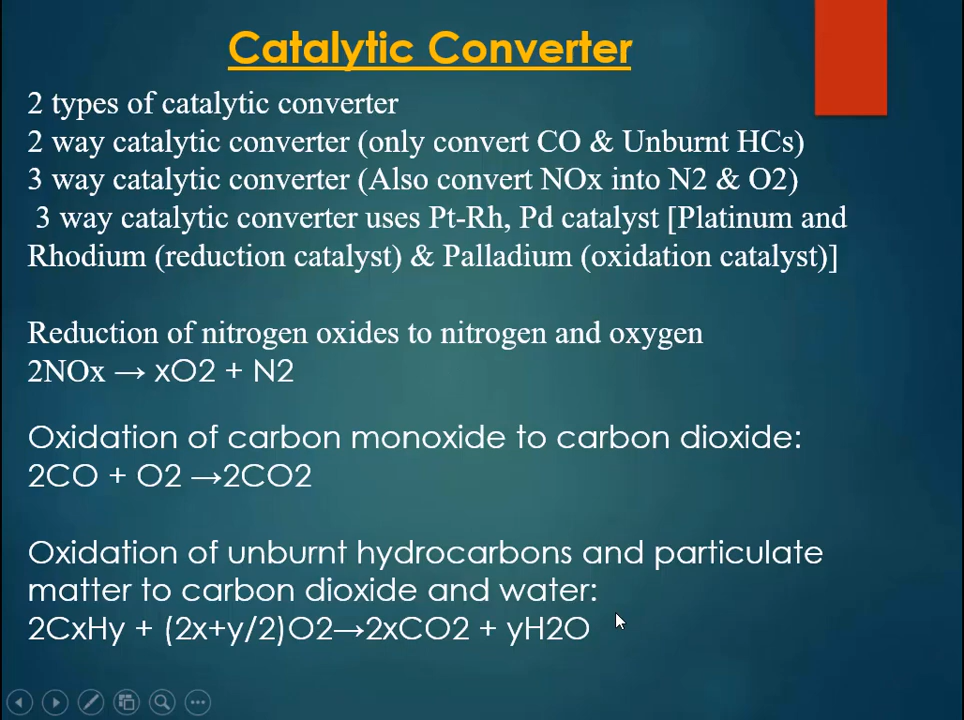 Catalytic Converter
2 types of catalytic converter
2 way catalytic converter (only convert CO & Unburnt HCs)
3 way catalytic converter (Also convert NOx into N2 & O2)
3 way catalytic converter uses Pt-Rh, Pd catalyst [Platinum and
Rhodium (reduction catalyst) & Palladium (oxidation catalyst)]
Reduction of nitrogen oxides to nitrogen and oxygen
2NOx → xO2 + N2
Oxidation of carbon monoxide to carbon dioxide:
2CO + O2 →2CO2
Oxidation of unburnt hydrocarbons and particulate
matter to carbon dioxide and water:
2CxHy + (2x+y/2)O2→2xCO2 + yH2O